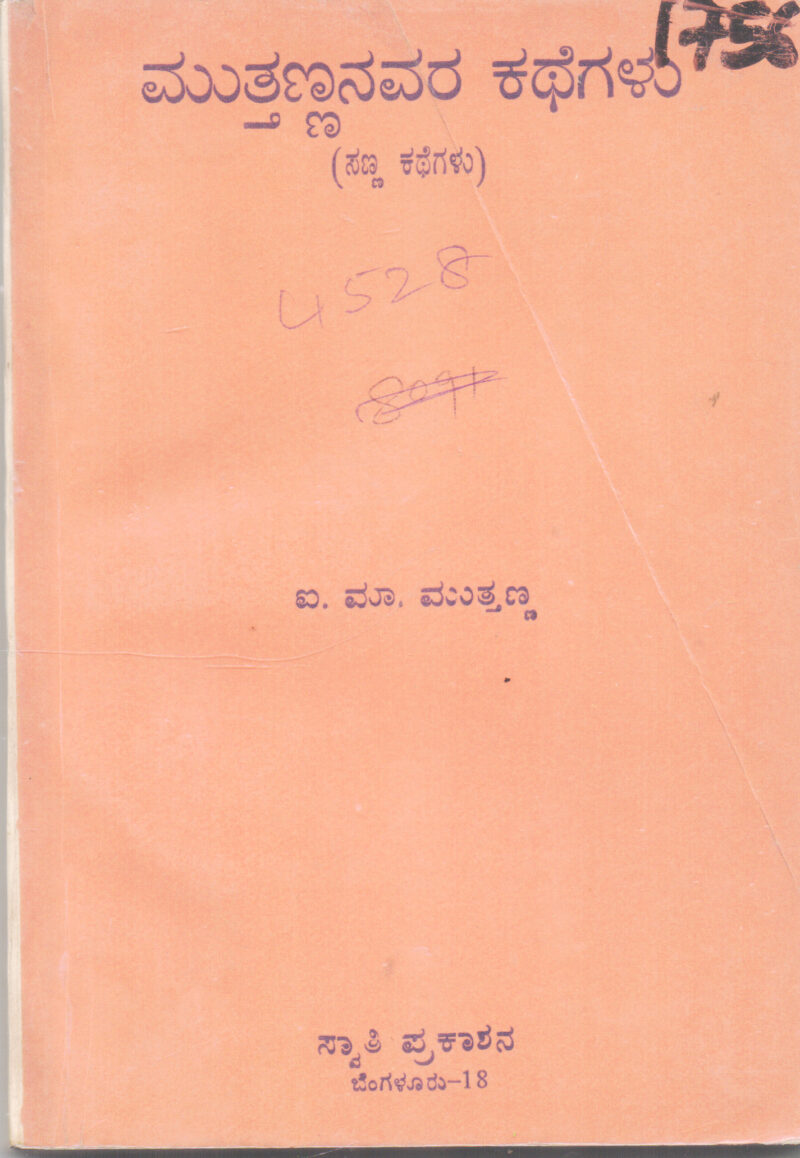 ಮುತ್ತಣ್ಣನವರ ಕಥೆಗಳು
(ಸಣ್ಣ ಕಥೆಗಳು)
4528
ಐ. ಮಾ. ಮುತ್ತಣ್ಣ
ಸ್ವಾತಿ ಪ್ರಕಾಶನ
ಬೆಂಗಳೂರು-18